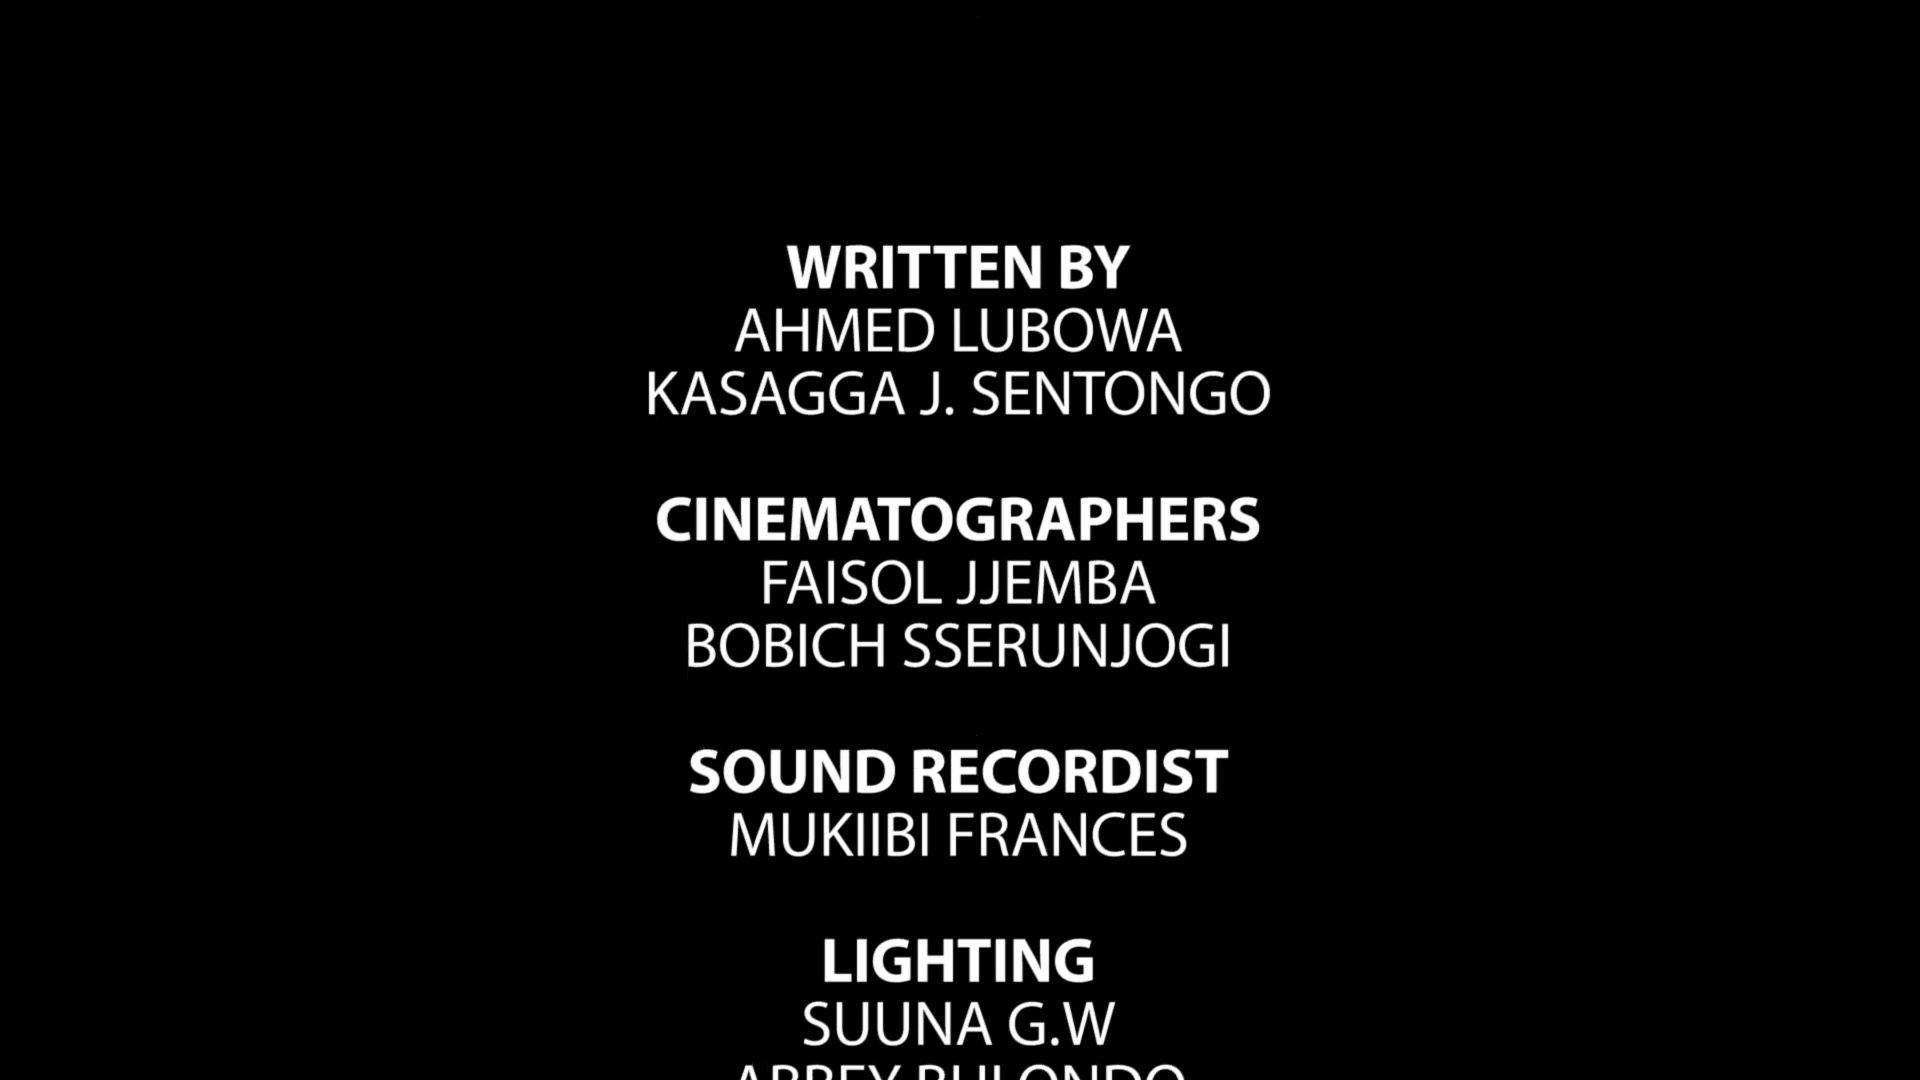 WRITTEN BY
AHMED LUBOWA
KASAGGA J. SENTONGO
CINEMATOGRAPHERS
FAISOL JJEMBA
BOBICH SSERUNJOGI
SOUND RECORDIST
MUKIIBI FRANCES
LIGHTING
SUUNA G.W